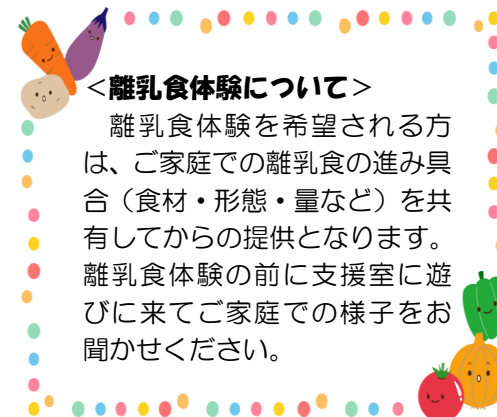 ＜離乳食体験について＞
　離乳食体験を希望される方
は、ご家庭での離乳食の進み具
合（食材・形態・量など）を共
有してからの提供となります。
離乳食体験の前に支援室に遊
びに来てご家庭での様子をお
聞かせください。